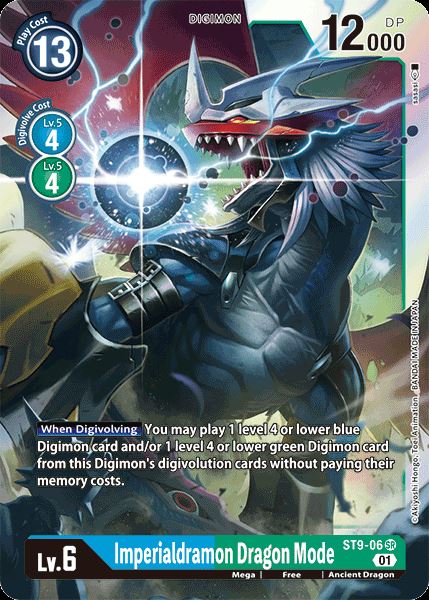 Play Cost
13
DIGIMON
DP
12000
sasasi
Digivolve Cost
Lv.5
4
Lv.5
4
©Akiyoshi Hongo, Toei Animation BANDAI MADE IN JAPAN
When Digivolving You may play 1 level 4 or lower blue
Digimon card and/or 1 level 4 or lower green Digimon card
from this Digimon's digivolution cards without paying their
memory costs.
Lv.6
Imperialdramon Dragon Mode
ST9-06 SR
01
Mega | Free | Ancient Dragon